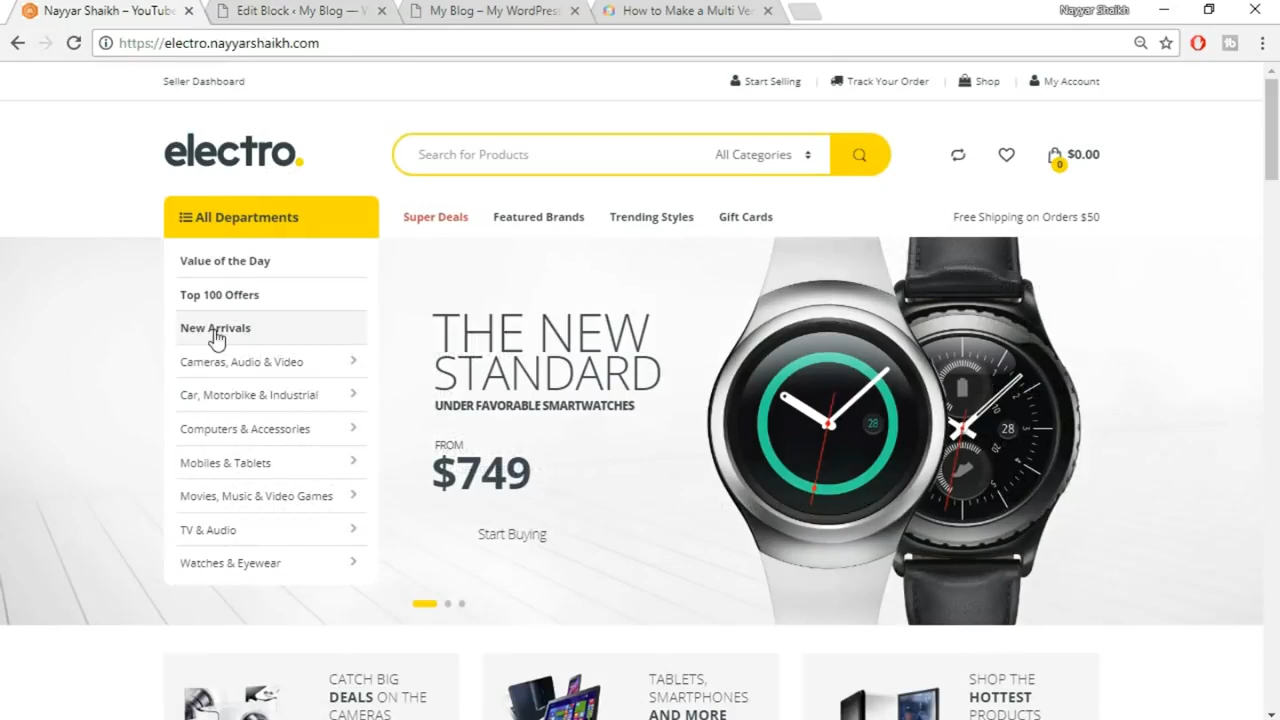 Nayyar Shaikh – YouTube
Edit Block ‹ My Blog — W
My Blog – My WordPress
How to Make a Multi Ve
Nayyar Shaikh
https://electro.nayyarshaikh.com
Seller Dashboard
Start Selling
Track Your Order
Shop
My Account
electro.
Search for Products
All Categories
0
$0.00
All Departments
Super Deals
Featured Brands
Trending Styles
Gift Cards
Free Shipping on Orders $50
Value of the Day
Top 100 Offers
New Arrivals
Cameras, Audio & Video
Car, Motorbike & Industrial
Computers & Accessories
Mobiles & Tablets
Movies, Music & Video Games
TV & Audio
Watches & Eyewear
THE NEW
STANDARD
UNDER FAVORABLE SMARTWATCHES
FROM
$749
Start Buying
28
28
CATCH BIG
DEALS ON THE
CAMERAS
TABLETS,
SMARTPHONES
AND MORE
SHOP THE
HOTTEST
PRODUCTS